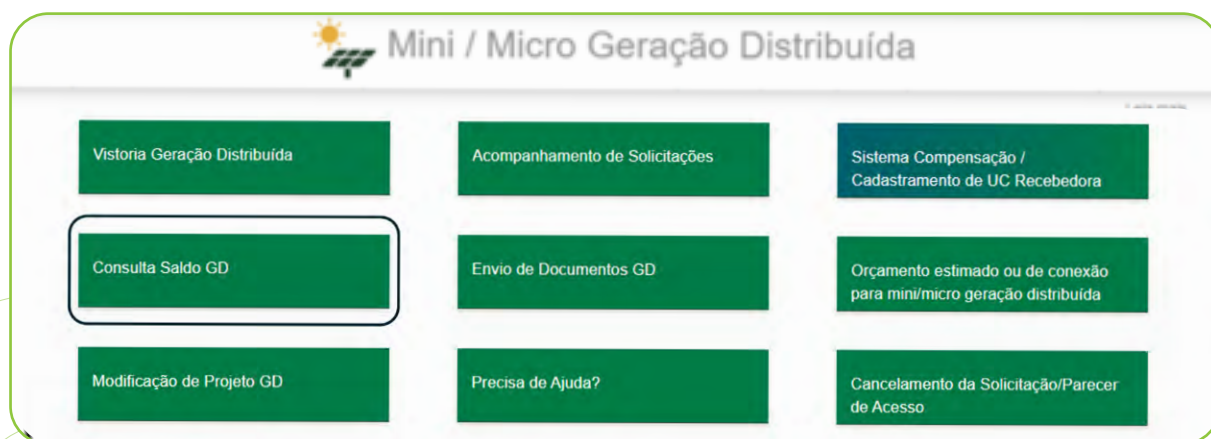 Mini / Micro Geração Distribuída
Vistoria Geração Distribuída
Acompanhamento de Solicitações
Sistema Compensação /
Cadastramento de UC Recebedora
Consulta Saldo GD
Envio de Documentos GD
Orçamento estimado ou de conexão
para mini/micro geração distribuída
Modificação de Projeto GD
Precisa de Ajuda?
Cancelamento da Solicitação/Parecer
de Acesso